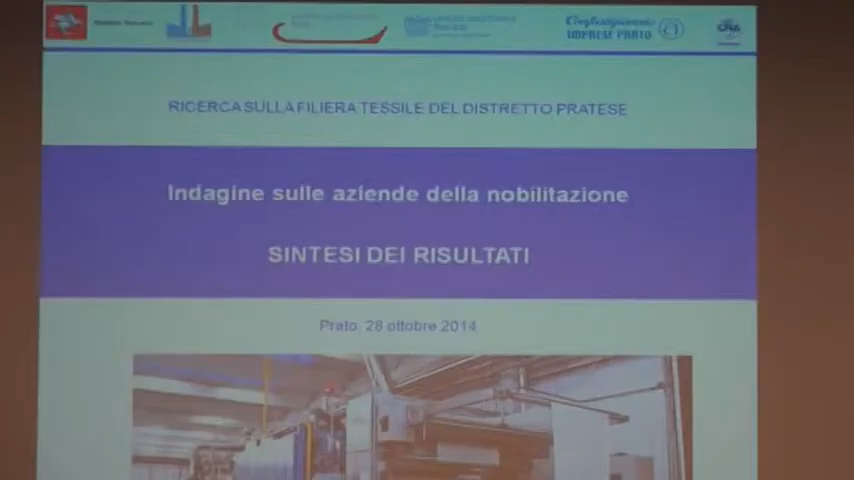 Confartigianato
IMPRESE PRATO
CNA
RICERCA SULLA FILIERA TESSILE DEL DISTRETTO PRATESE
Indagine sulle aziende della nobilitazione
SINTESI DEI RISULTATI
Prato, 28 ottobre 2014